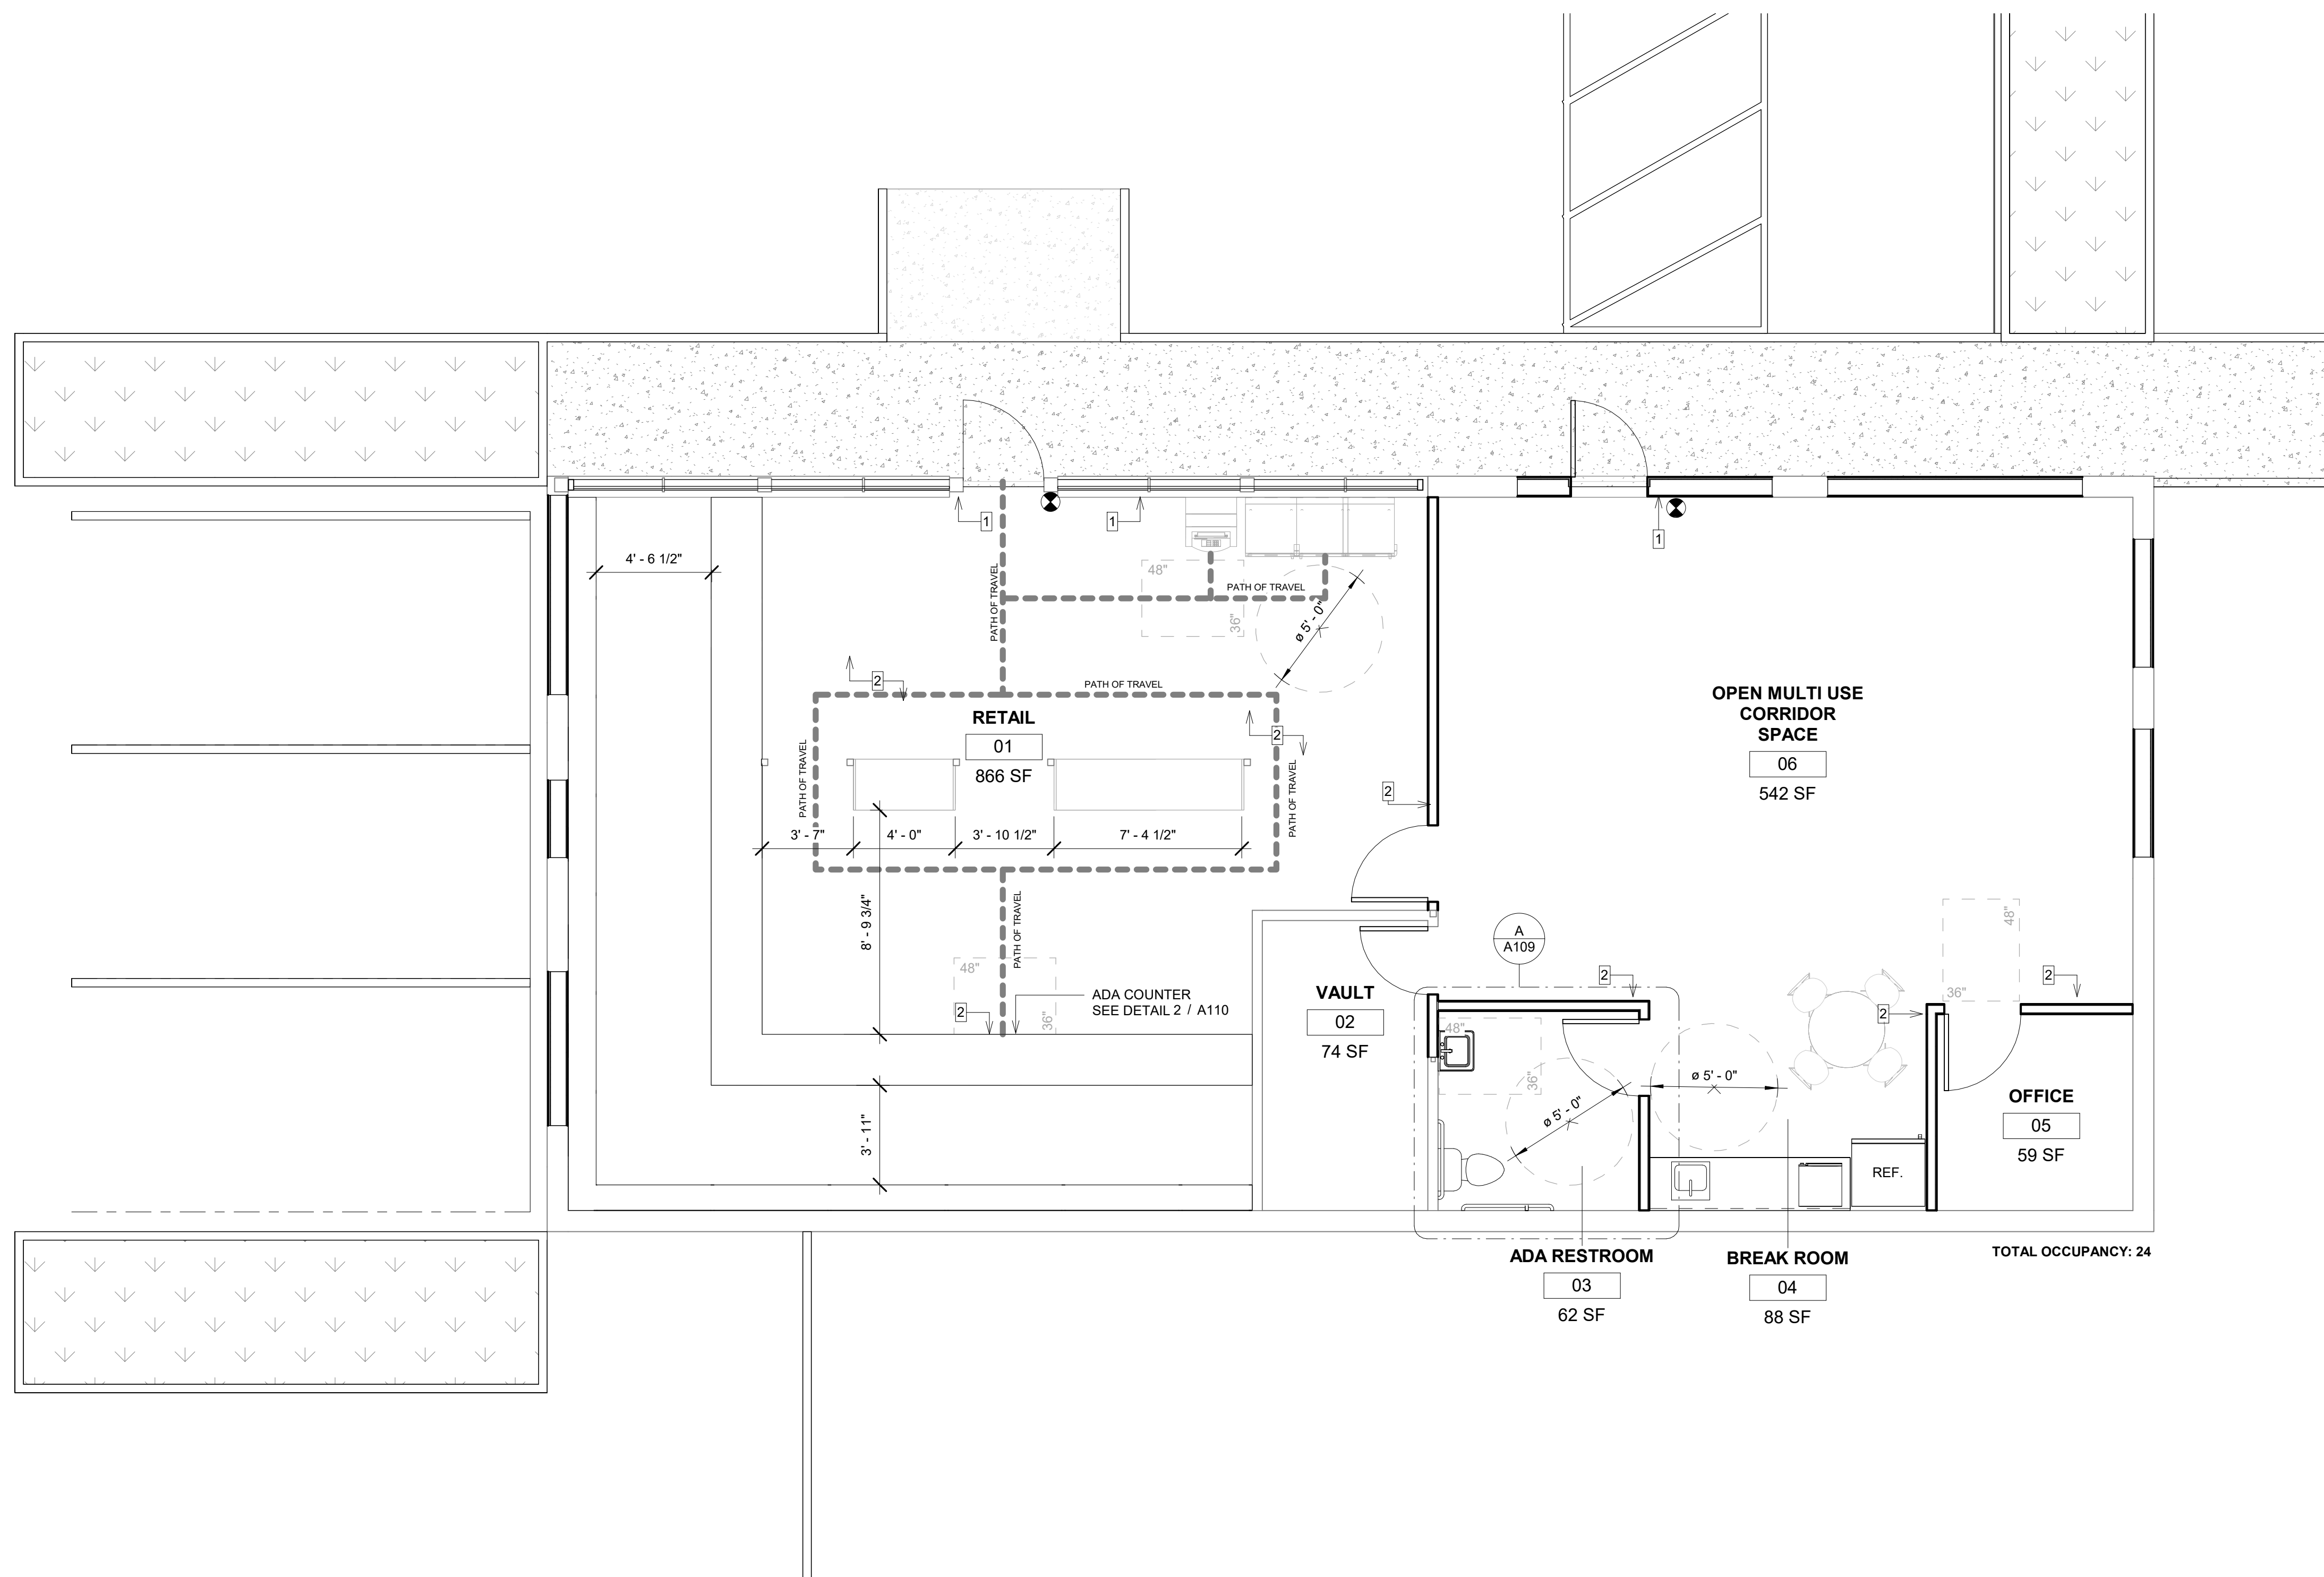 4' - 6 1/2"
1
1
1
48"
36"
PATH OF TRAVEL
PATH OF TRAVEL
ø 5' - 0"
2
PATH OF TRAVEL
2
RETAIL
01
866 SF
PATH OF TRAVEL
PATH OF TRAVEL
2
3' - 7"
4' - 0"
3' - 10 1/2"
7' - 4 1/2"
8' - 9 3/4"
PATH OF TRAVEL
48"
36"
2
ADA COUNTER
SEE DETAIL 2 / A110
3' - 11"
OPEN MULTI USE
CORRIDOR
SPACE
06
542 SF
A
A109
2
48"
36"
2
2
VAULT
02
74 SF
48"
36"
ø 5' - 0"
ø 5' - 0"
REF.
OFFICE
05
59 SF
ADA RESTROOM
03
62 SF
BREAK ROOM
04
88 SF
TOTAL OCCUPANCY: 24